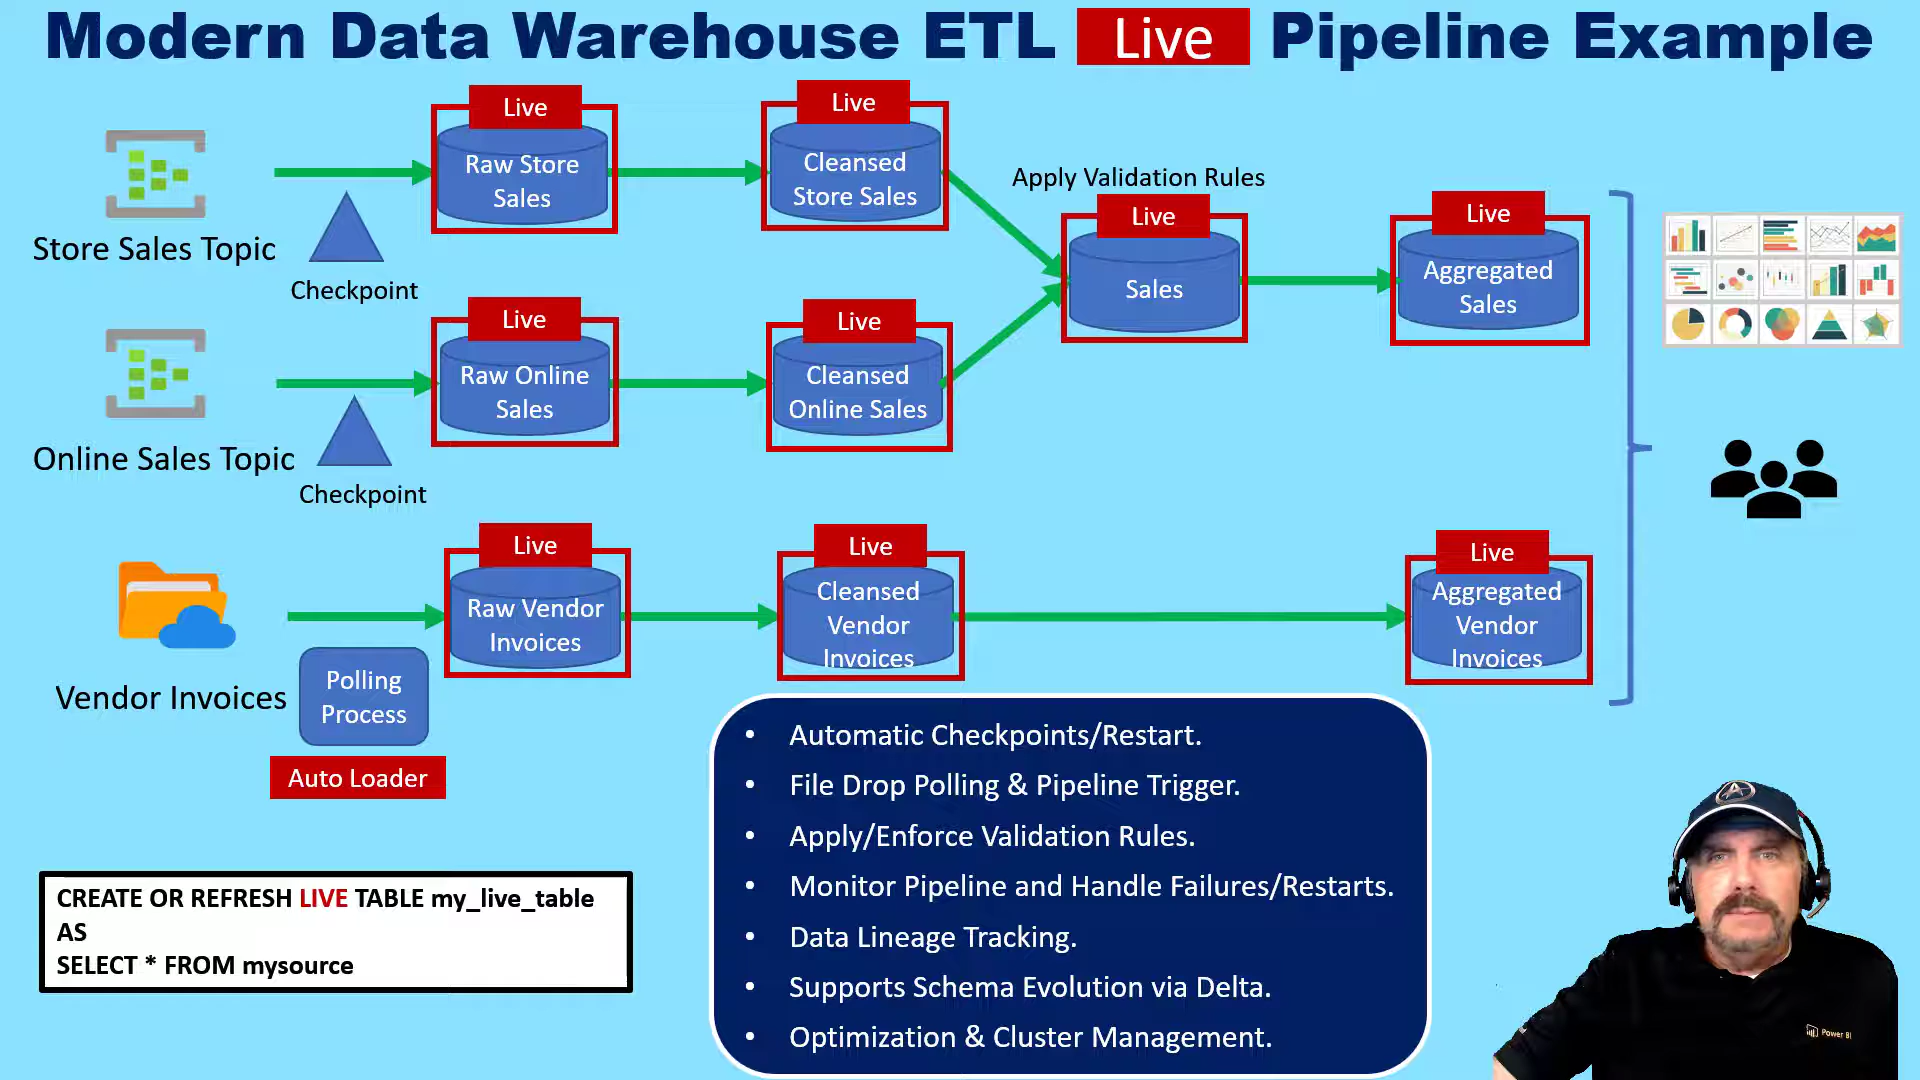 Modern Data Warehouse ETL Live Pipeline Example
Live
Raw Store
Sales
Live
Cleansed
Store Sales
Store Sales Topic
Checkpoint
Apply Validation Rules
Live
Sales
Live
Aggregated
Sales
Live
Raw Online
Sales
Live
Cleansed
Online Sales
Online Sales Topic
Checkpoint
Live
Raw Vendor
Invoices
Live
Cleansed
Vendor
Invoices
Live
Aggregated
Vendor
Invoices
Vendor Invoices
Polling
Process
Auto Loader
CREATE OR REFRESH LIVE TABLE my_live_table
AS
SELECT * FROM mysource
• Automatic Checkpoints/Restart.
• File Drop Polling & Pipeline Trigger.
• Apply/Enforce Validation Rules.
• Monitor Pipeline and Handle Failures/Restarts.
• Data Lineage Tracking.
• Supports Schema Evolution via Delta.
• Optimization & Cluster Management.
Power BI